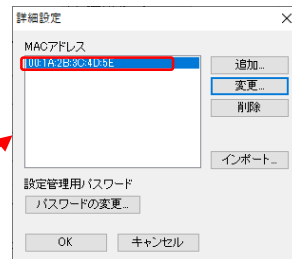 詳細設定
MACアドレス
00:1A:2B:3C:4D:5E
追加...
変更...
削除
インポート...
設定管理用パスワード
パスワードの変更...
OK
キャンセル